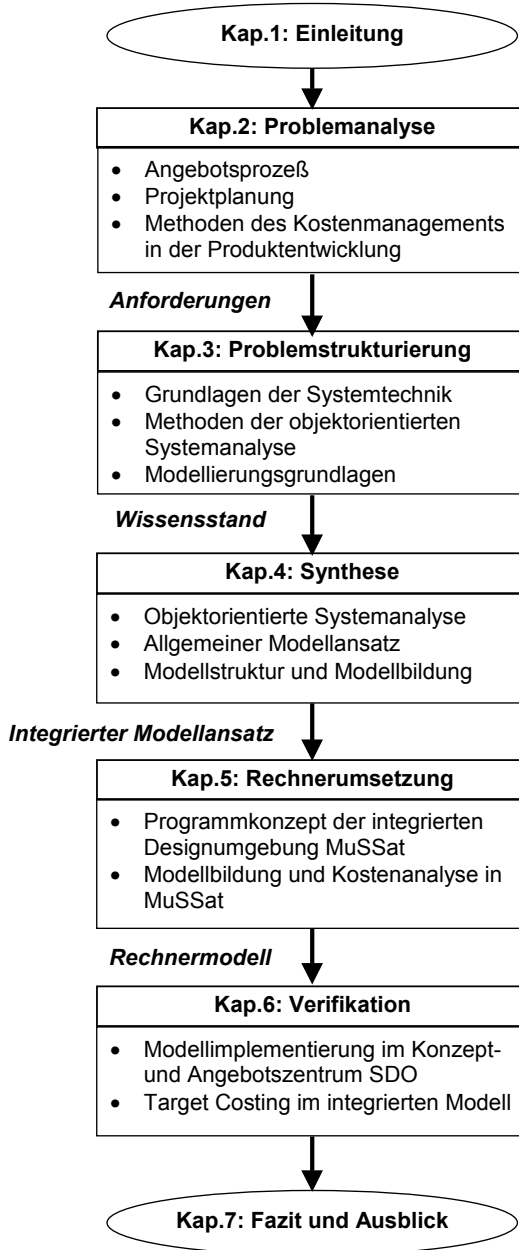 Kap.1: Einleitung
Kap.2: Problemanalyse
• Angebotsprozeß
• Projektplanung
• Methoden des Kostenmanagements
in der Produktentwicklung
Anforderungen
Kap.3: Problemstrukturierung
• Grundlagen der Systemtechnik
• Methoden der objektorientierten
Systemanalyse
• Modellierungsgrundlagen
Wissensstand
Kap.4: Synthese
• Objektorientierte Systemanalyse
• Allgemeiner Modellansatz
• Modellstruktur und Modellbildung
Integrierter Modellansatz
Kap.5: Rechnerumsetzung
• Programmkonzept der integrierten
Designumgebung MuSSat
• Modellbildung und Kostenanalyse in
MuSSat
Rechnermodell
Kap.6: Verifikation
• Modellimplementierung im Konzept-
und Angebotszentrum SDO
• Target Costing im integrierten Modell
Kap.7: Fazit und Ausblick